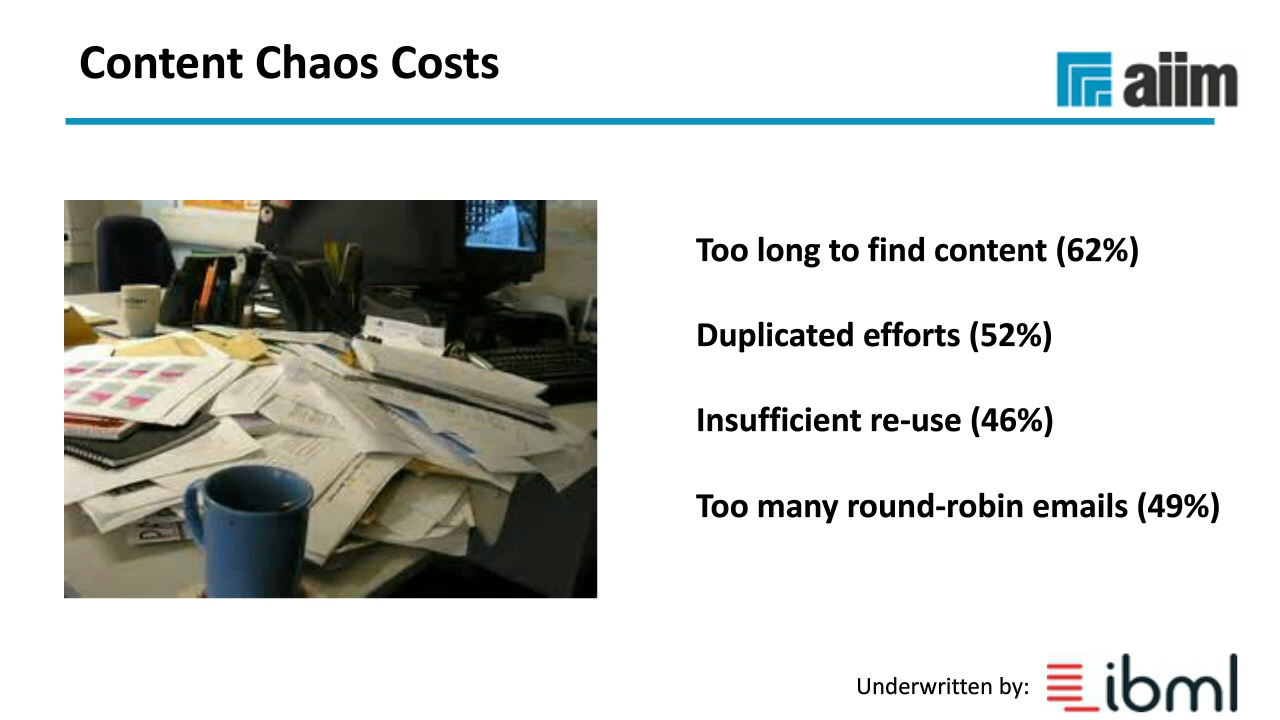 Content Chaos Costs
aiim
Too long to find content (62%)
Duplicated efforts (52%)
Insufficient re-use (46%)
Too many round-robin emails (49%)
Underwritten by:
ibml